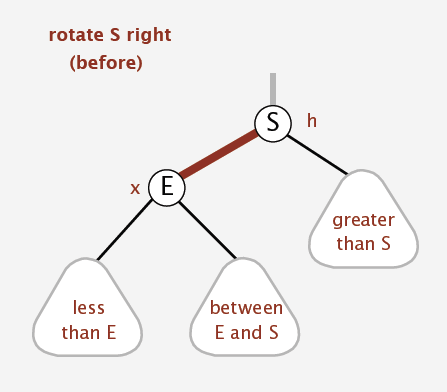 rotate S right
(before)
S
h
x
E
greater
than S
less
than E
between
E and S